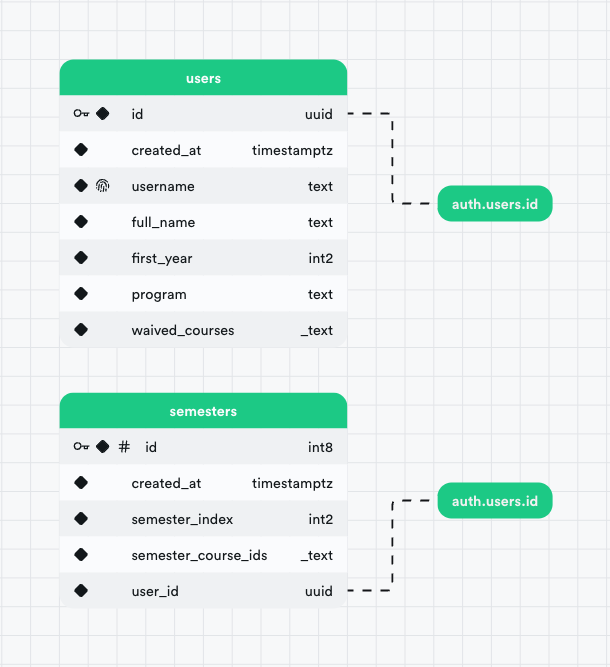 users
id uuid
created_at timestamptz
username text
full_name text
first_year int2
program text
waived_courses _text
auth.users.id
semesters
# id int8
created_at timestamptz
semester_index int2
semester_course_ids _text
user_id uuid
auth.users.id